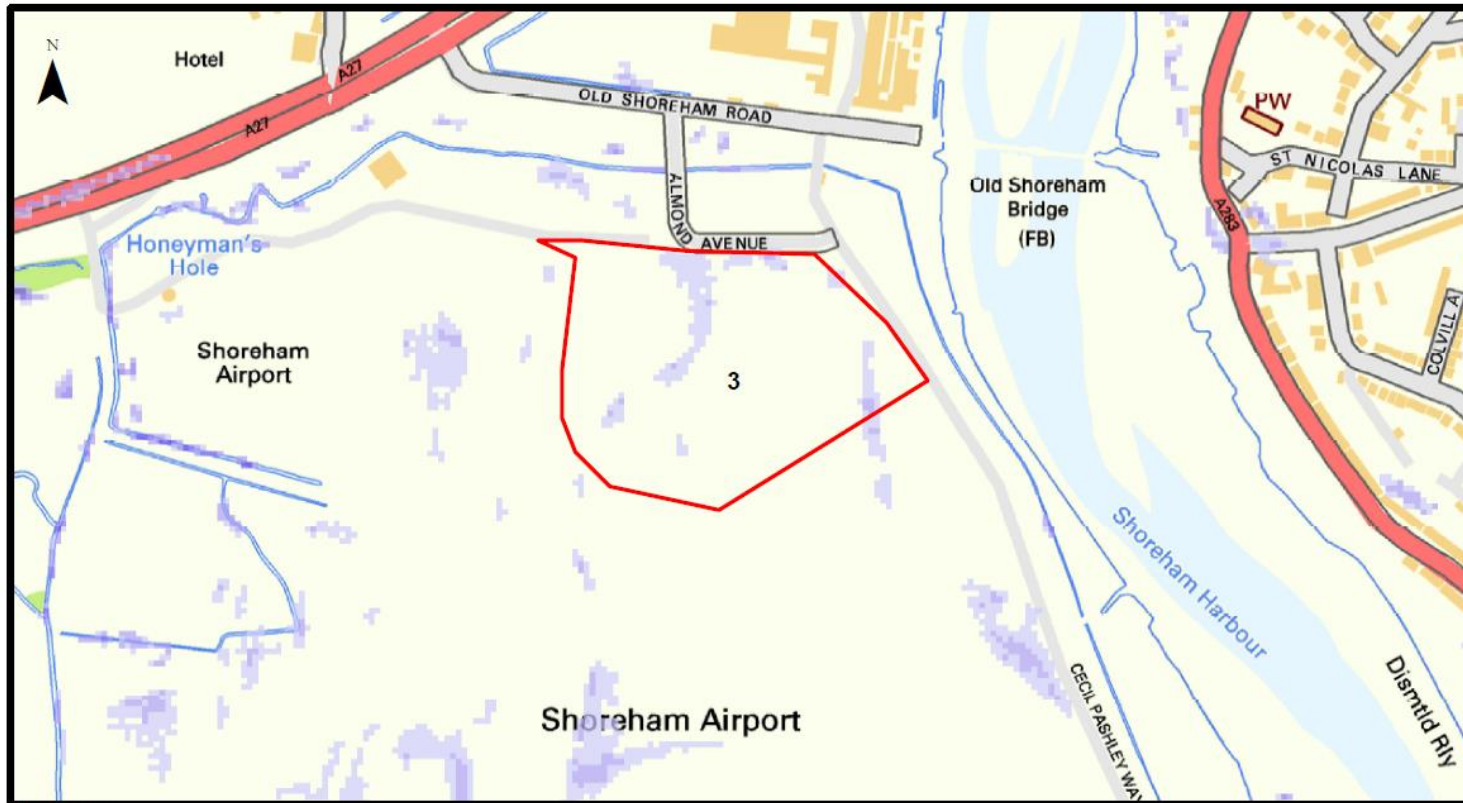 N
Hotel
A27
A27
OLD SHOREHAM ROAD
PW
ST NICOLAS LANE
ALMOND
AVENUE
Old Shoreham
Bridge
(FB)
A283
Honeyman's
Hole
COLVILL A
Shoreham
Airport
3
Shoreham Harbour
Shoreham Airport
CECIL PASHLEY WAY
Dismtld Rly